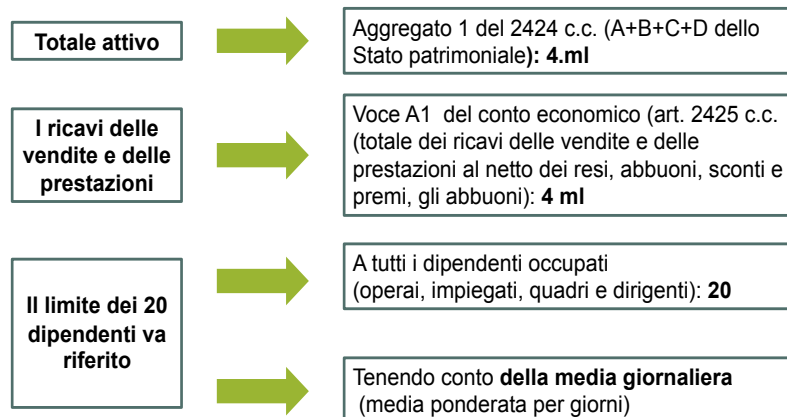 Totale attivo
Aggregato 1 del 2424 c.c. (A+B+C+D dello
Stato patrimoniale): 4.ml
I ricavi delle
vendite e delle
prestazioni
Voce A1 del conto economico (art. 2425 c.c.
(totale dei ricavi delle vendite e delle
prestazioni al netto dei resi, abbuoni, sconti e
premi, gli abbuoni): 4 ml
Il limite dei 20
dipendenti va
riferito
A tutti i dipendenti occupati
(operai, impiegati, quadri e dirigenti): 20
Tenendo conto della media giornaliera
(media ponderata per giorni)